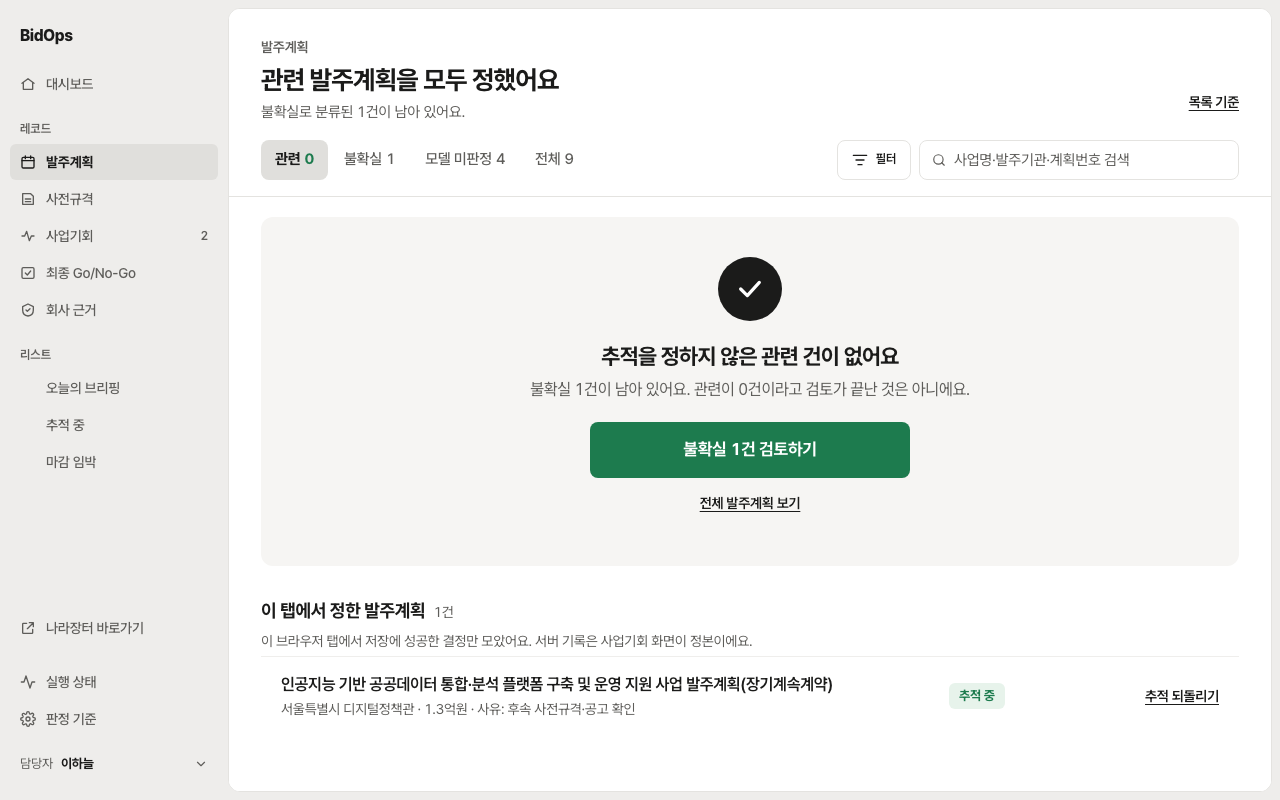 BidOps
대시보드
레코드
발주계획
사전규격
사업기회 2
최종 Go/No-Go
회사 근거
리스트
오늘의 브리핑
추적 중
마감 임박
나라장터 바로가기
실행 상태
판정 기준
담당자 이하늘
발주계획
관련 발주계획을 모두 정했어요
불확실로 분류된 1건이 남아 있어요.
목록 기준
관련 0 불확실 1 모델 미판정 4 전체 9
필터
사업명·발주기관·계획번호 검색
추적을 정하지 않은 관련 건이 없어요
불확실 1건이 남아 있어요. 관련이 0건이라고 검토가 끝난 것은 아니에요.
불확실 1건 검토하기
전체 발주계획 보기
이 탭에서 정한 발주계획 1건
이 브라우저 탭에서 저장에 성공한 결정만 모았어요. 서버 기록은 사업기회 화면이 정본이에요.
인공지능 기반 공공데이터 통합·분석 플랫폼 구축 및 운영 지원 사업 발주계획(장기계속계약)
서울특별시 디지털정책관 · 1.3억원 · 사유: 후속 사전규격·공고 확인
추적 중
추적 되돌리기